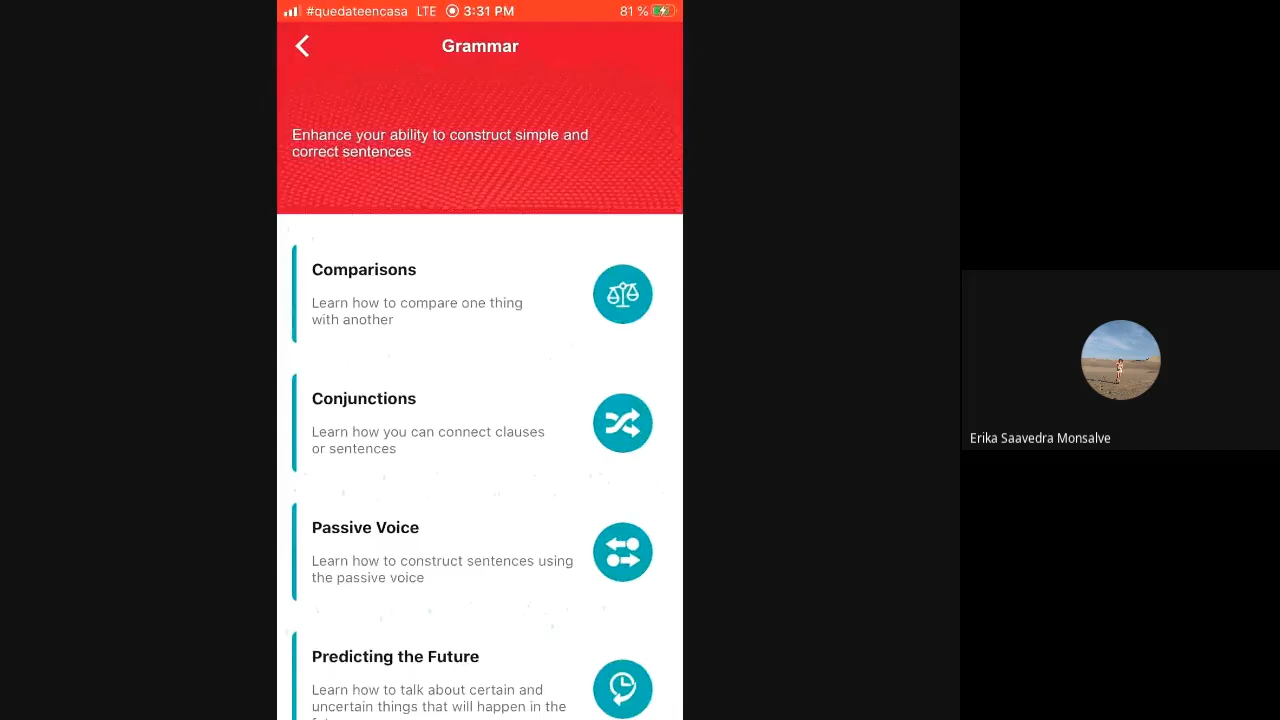 #quedateencasa LTE 3:31 PM 81 %
Grammar
Enhance your ability to construct simple and
correct sentences
Comparisons
Learn how to compare one thing
with another
Conjunctions
Learn how you can connect clauses
or sentences
Passive Voice
Learn how to construct sentences using
the passive voice
Predicting the Future
Learn how to talk about certain and
uncertain things that will happen in the
Erika Saavedra Monsalve